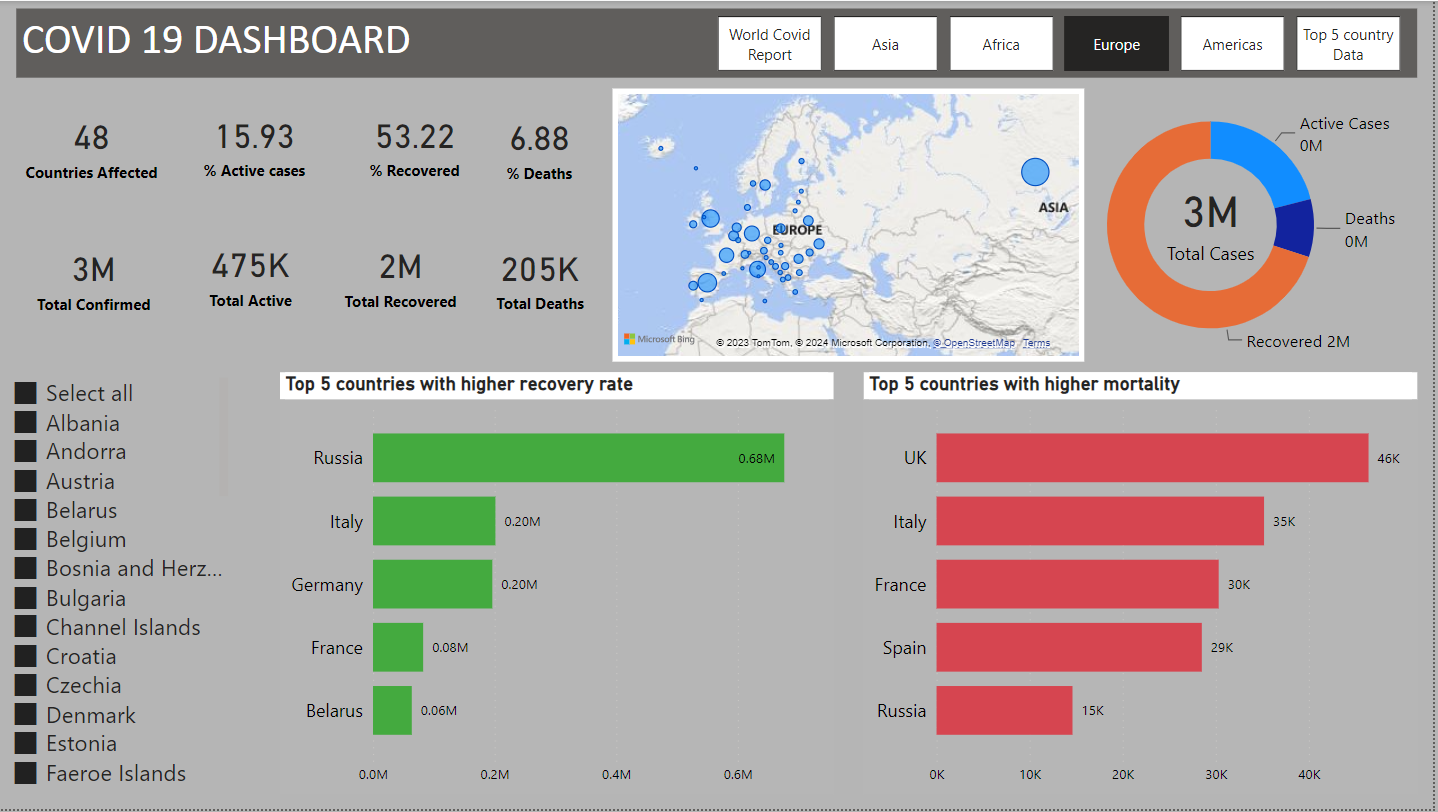 COVID 19 DASHBOARD
World Covid
Report
Asia
Africa
Europe
Americas
Top 5 country
Data
48
Countries Affected
15.93
% Active cases
53.22
% Recovered
6.88
% Deaths
3M
Total Confirmed
475K
Total Active
2M
Total Recovered
205K
Total Deaths
EUROPE
ASIA
Microsoft Bing
© 2023 TomTom, © 2024 Microsoft Corporation, © OpenStreetMap Terms
Active Cases
0M
Deaths
0M
3M
Total Cases
Recovered 2M
Select all
Albania
Andorra
Austria
Belarus
Belgium
Bosnia and Herz...
Bulgaria
Channel Islands
Croatia
Czechia
Denmark
Estonia
Faeroe Islands
Top 5 countries with higher recovery rate
Russia 0.68M
Italy 0.20M
Germany 0.20M
France 0.08M
Belarus 0.06M
0.0M 0.2M 0.4M 0.6M
Top 5 countries with higher mortality
UK 46K
Italy 35K
France 30K
Spain 29K
Russia 15K
0K 10K 20K 30K 40K